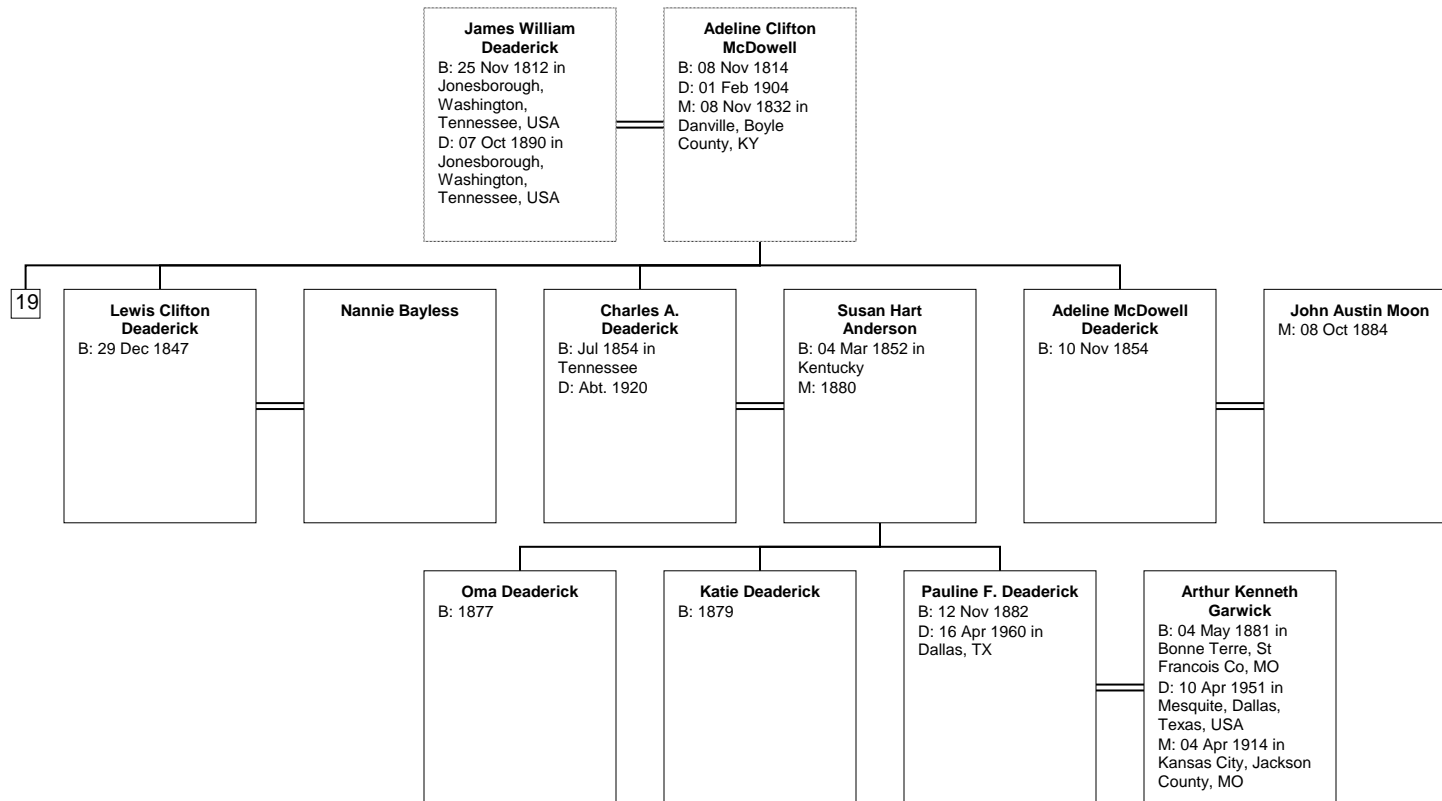 James William
Deaderick
B: 25 Nov 1812 in
Jonesborough,
Washington,
Tennessee, USA
D: 07 Oct 1890 in
Jonesborough,
Washington,
Tennessee, USA
Adeline Clifton
McDowell
B: 08 Nov 1814
D: 01 Feb 1904
M: 08 Nov 1832 in
Danville, Boyle
County, KY
19
Lewis Clifton
Deaderick
B: 29 Dec 1847
Nannie Bayless
Charles A.
Deaderick
B: Jul 1854 in
Tennessee
D: Abt. 1920
Susan Hart
Anderson
B: 04 Mar 1852 in
Kentucky
M: 1880
Adeline McDowell
Deaderick
B: 10 Nov 1854
John Austin Moon
M: 08 Oct 1884
Oma Deaderick
B: 1877
Katie Deaderick
B: 1879
Pauline F. Deaderick
B: 12 Nov 1882
D: 16 Apr 1960 in
Dallas, TX
Arthur Kenneth
Garwick
B: 04 May 1881 in
Bonne Terre, St
Francois Co, MO
D: 10 Apr 1951 in
Mesquite, Dallas,
Texas, USA
M: 04 Apr 1914 in
Kansas City, Jackson
County, MO